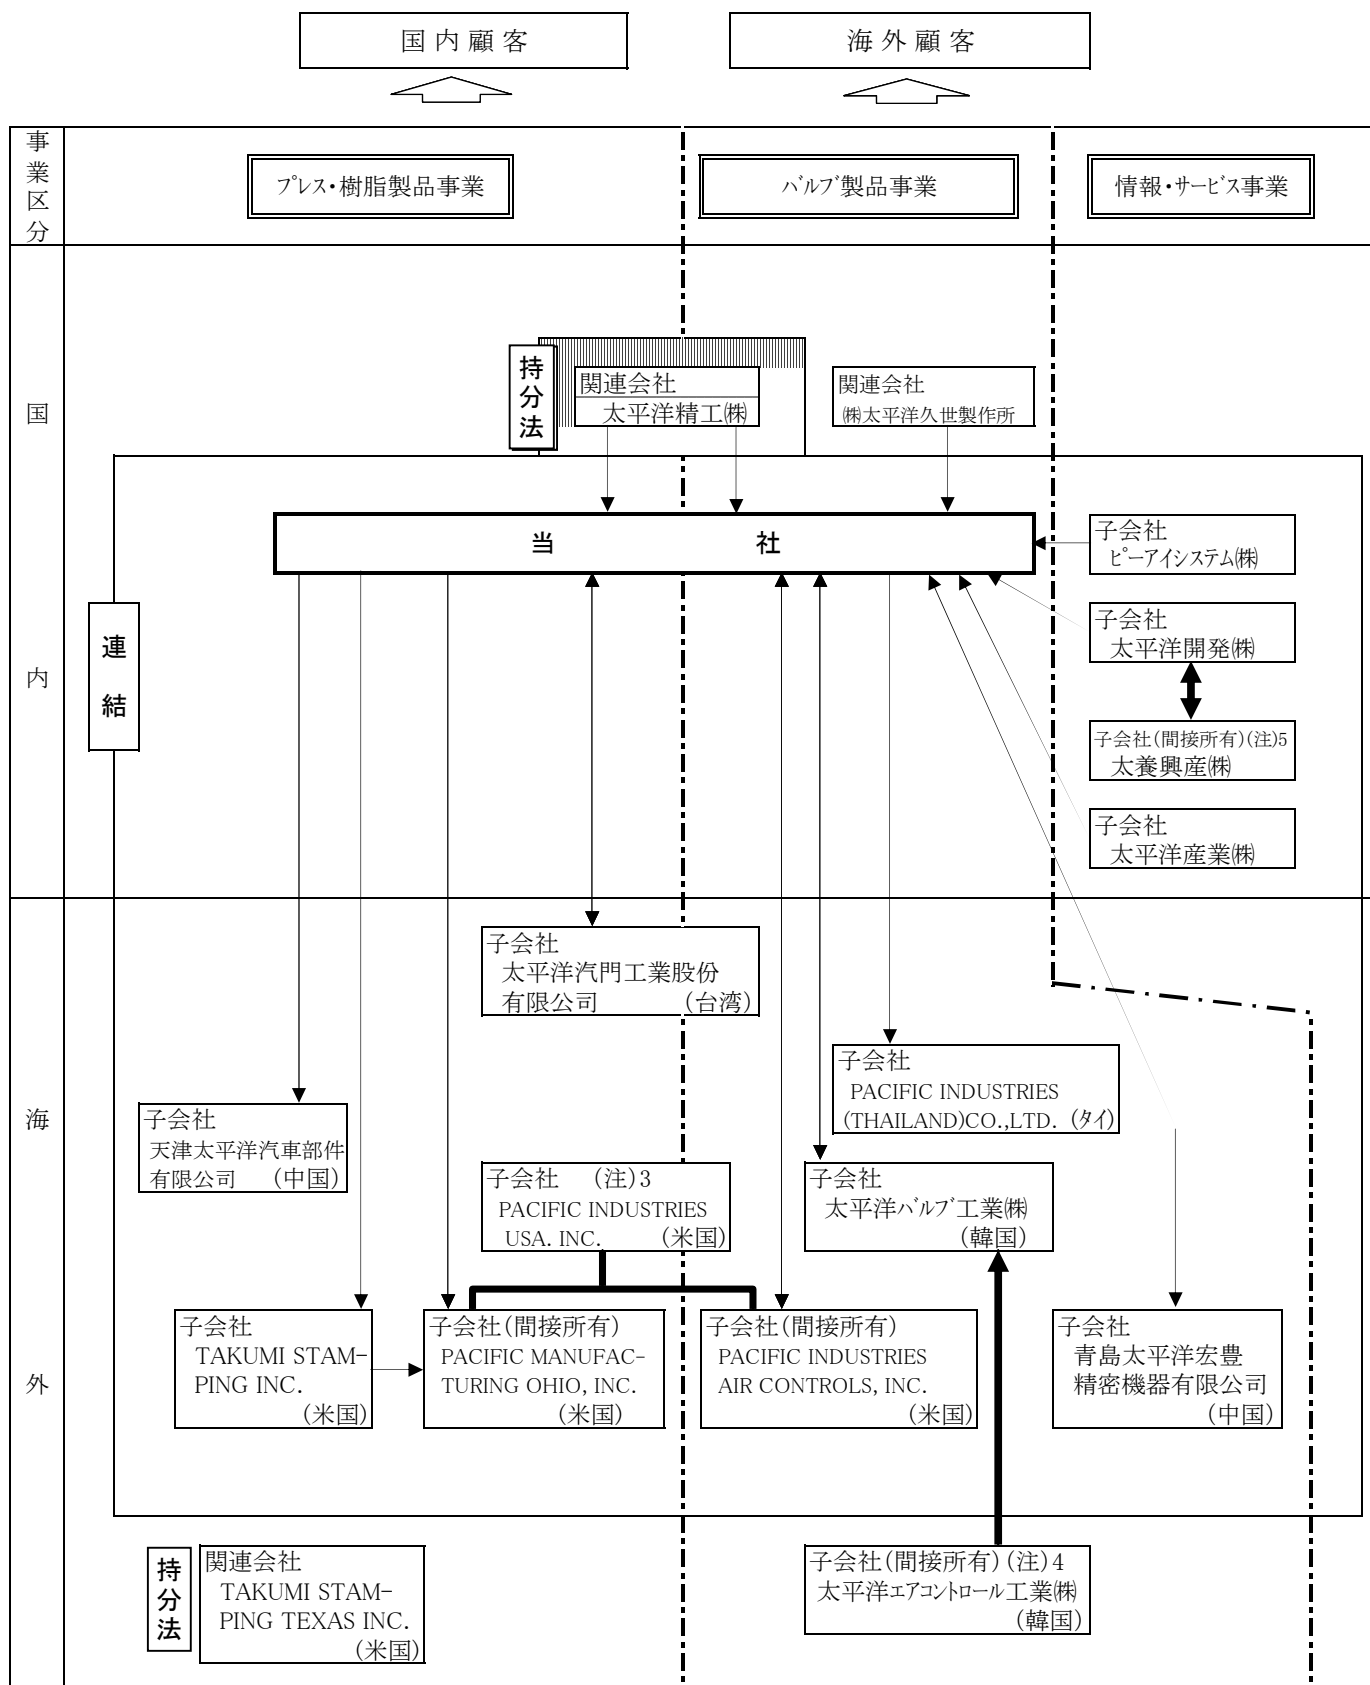 国内顧客
海外顧客
事業区分
プレス・樹脂製品事業
バルブ製品事業
情報・サービス事業
国
内
持分法
関連会社
太平洋精工㈱
関連会社
㈱太平洋久世製作所
連結
当社
子会社
ピーアイシステム㈱
子会社
太平洋開発㈱
子会社(間接所有)(注)5
太養興産㈱
子会社
太平洋産業㈱
海
外
子会社
太平洋汽門工業股份
有限公司 (台湾)
子会社
PACIFIC INDUSTRIES
(THAILAND)CO.,LTD. (タイ)
子会社
天津太平洋汽車部件
有限公司 (中国)
子会社 (注)3
PACIFIC INDUSTRIES
USA. INC. (米国)
子会社
太平洋バルブ工業㈱
(韓国)
子会社
TAKUMI STAM-
PING INC.
(米国)
子会社(間接所有)
PACIFIC MANUFAC-
TURING OHIO, INC.
(米国)
子会社(間接所有)
PACIFIC INDUSTRIES
AIR CONTROLS, INC.
(米国)
子会社
青島太平洋宏豊
精密機器有限公司
(中国)
持分法
関連会社
TAKUMI STAM-
PING TEXAS INC.
(米国)
子会社(間接所有)(注)4
太平洋エアコントロール工業㈱
(韓国)